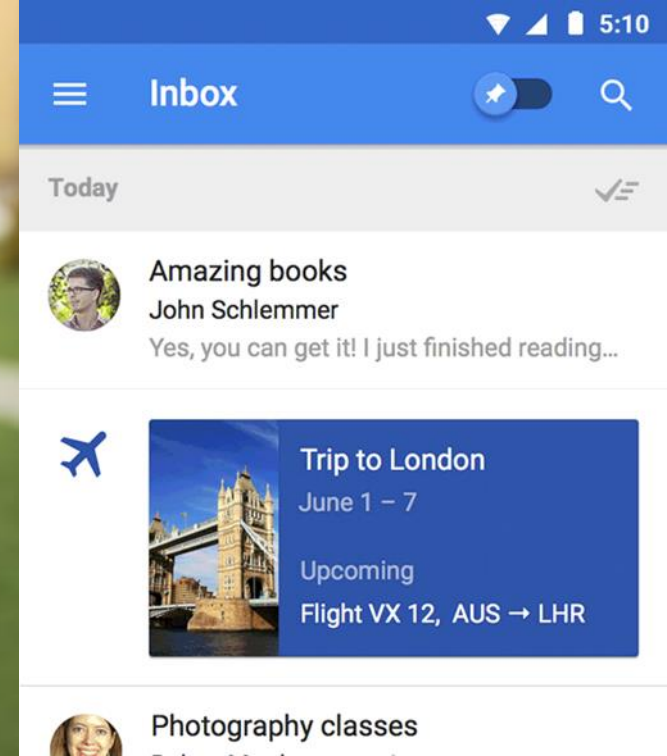 5:10
Inbox
Today
Amazing books
John Schlemmer
Yes, you can get it! I just finished reading...
Trip to London
June 1 – 7
Upcoming
Flight VX 12, AUS → LHR
Photography classes